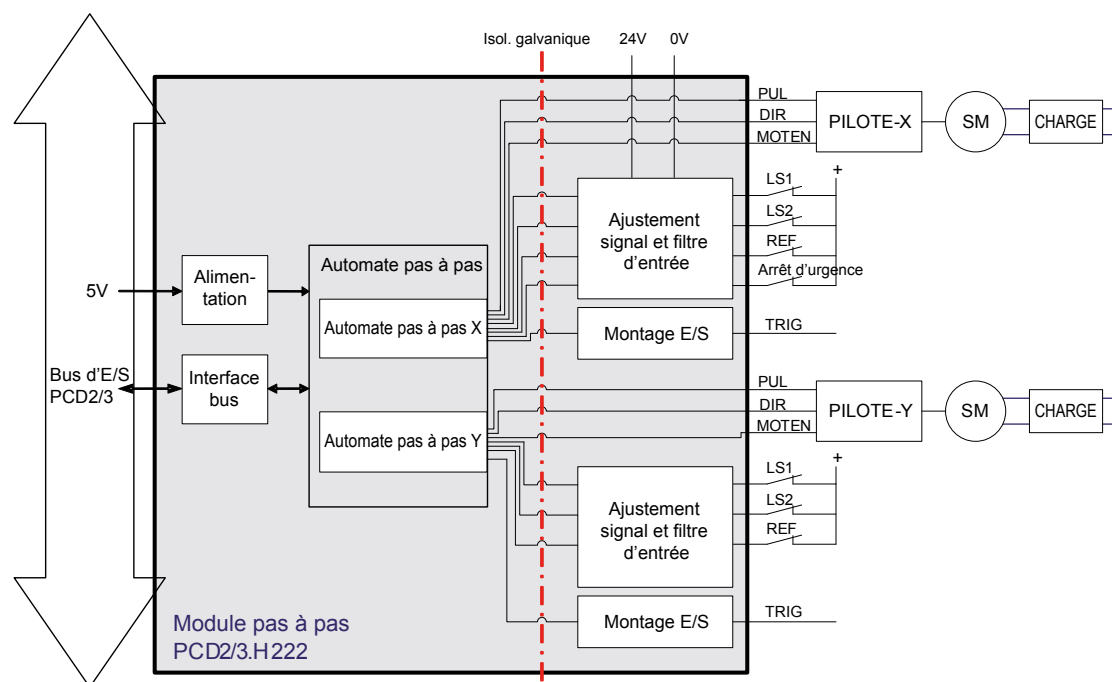 Isol. galvanique
24V
0V
PUL
DIR
MOTEN
PILOTE-X
SM
CHARGE
+
LS1
LS2
REF
Arrêt d'urgence
Ajustement
signal et filtre
d'entrée
Automate pas à pas
Alimen-
tation
5V
Automate pas à pas X
Montage E/S
TRIG
Bus d'E/S
PCD2/3
Interface
bus
PUL
DIR
MOTEN
PILOTE-Y
SM
CHARGE
Automate pas à pas Y
+
LS1
LS2
REF
Ajustement
signal et filtre
d'entrée
Montage E/S
TRIG
Module pas à pas
PCD2/3.H222